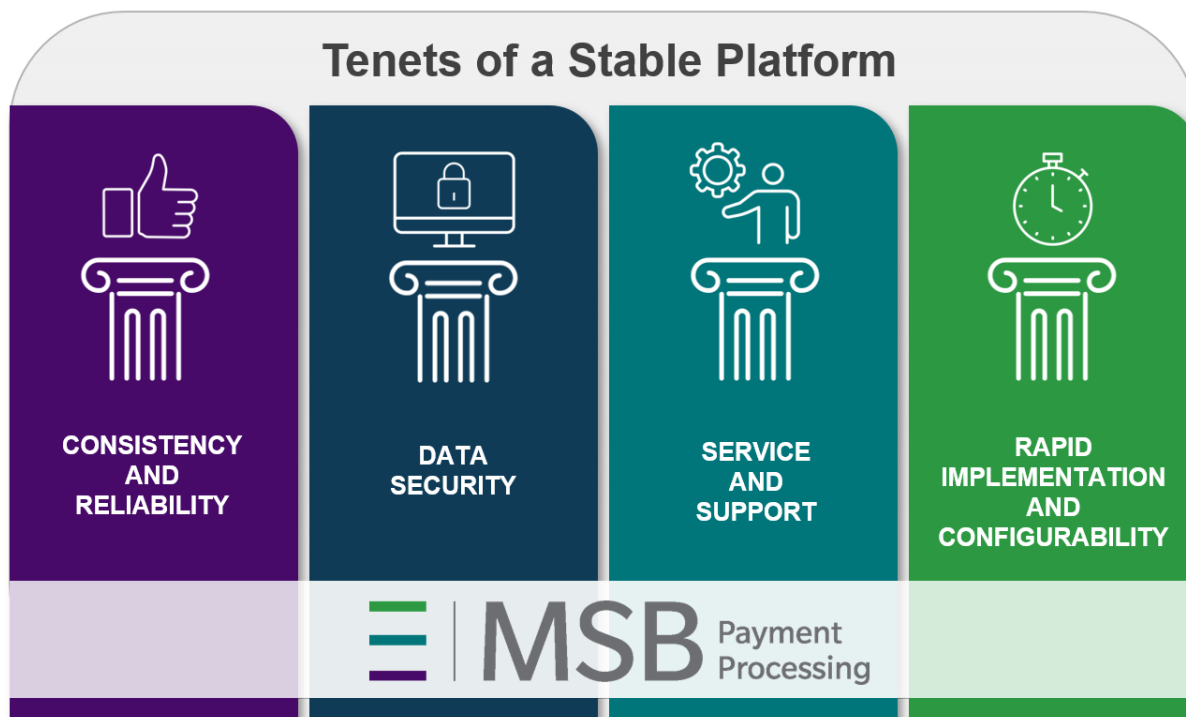 Tenets of a Stable Platform
CONSISTENCY
AND
RELIABILITY
DATA
SECURITY
SERVICE
AND
SUPPORT
RAPID
IMPLEMENTATION
AND
CONFIGURABILITY
MSB
Payment
Processing